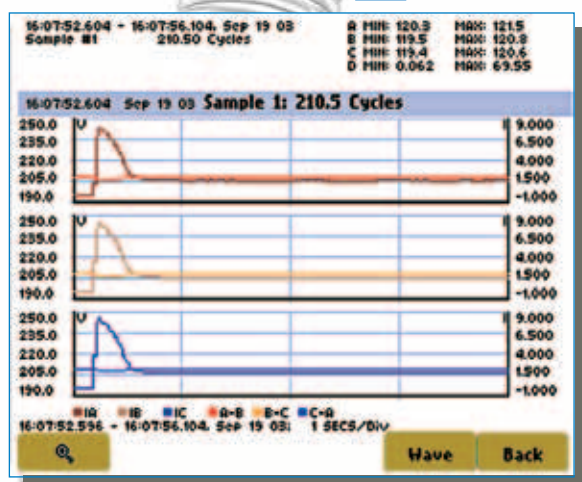 16:07:52.604 - 16:07:56.104, Sep 19 03 A MIN: 120.3 MAX: 121.5
Sample #1 210.50 Cycles B MIN: 119.5 MAX: 120.8
C MIN: 119.4 MAX: 120.6
D MIN: 0.062 MAX: 69.55
16:07:52.604 Sep 19 03 Sample 1: 210.5 Cycles
250.0 V I 9.000
235.0 6.500
220.0 4.000
205.0 1.500
190.0 -1.000
250.0 V I 9.000
235.0 6.500
220.0 4.000
205.0 1.500
190.0 -1.000
250.0 V I 9.000
235.0 6.500
220.0 4.000
205.0 1.500
190.0 -1.000
IA IB IC A-B B-C C-A
16:07:52.596 - 16:07:56.104, Sep 19 03: 1 SECS/Div
Wave Back